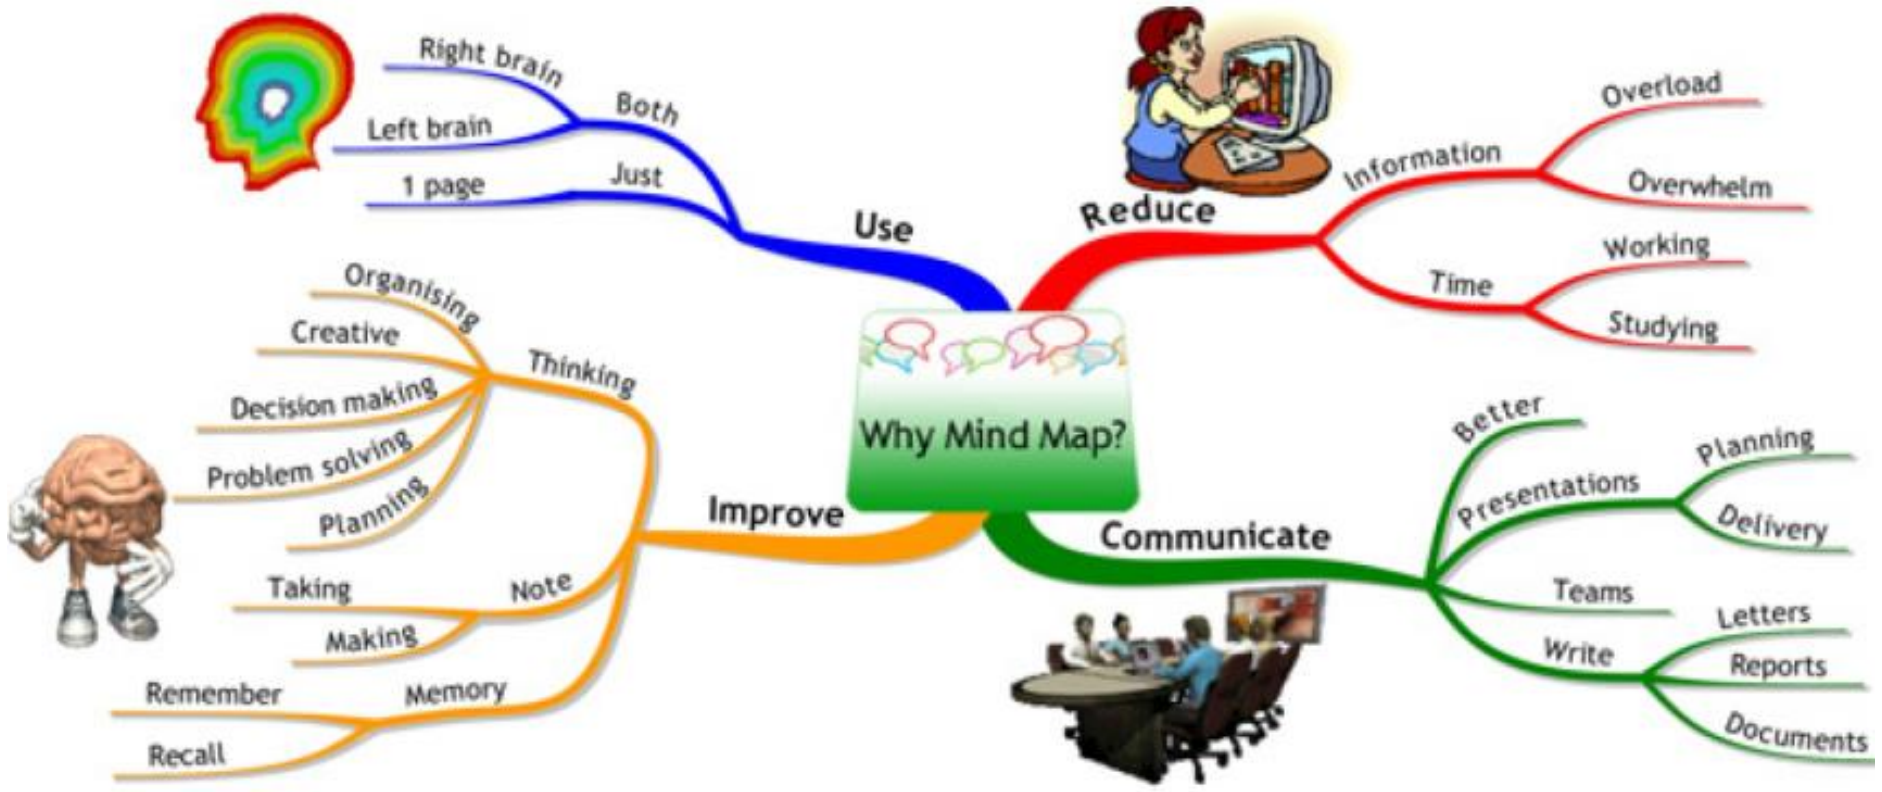 Why Mind Map?
Use
Both
Right brain
Left brain
Just
1 page
Reduce
Information
Overload
Overwhelm
Time
Working
Studying
Improve
Thinking
Organising
Creative
Decision making
Problem solving
Planning
Note
Taking
Making
Memory
Remember
Recall
Communicate
Better
Presentations
Planning
Delivery
Teams
Write
Letters
Reports
Documents